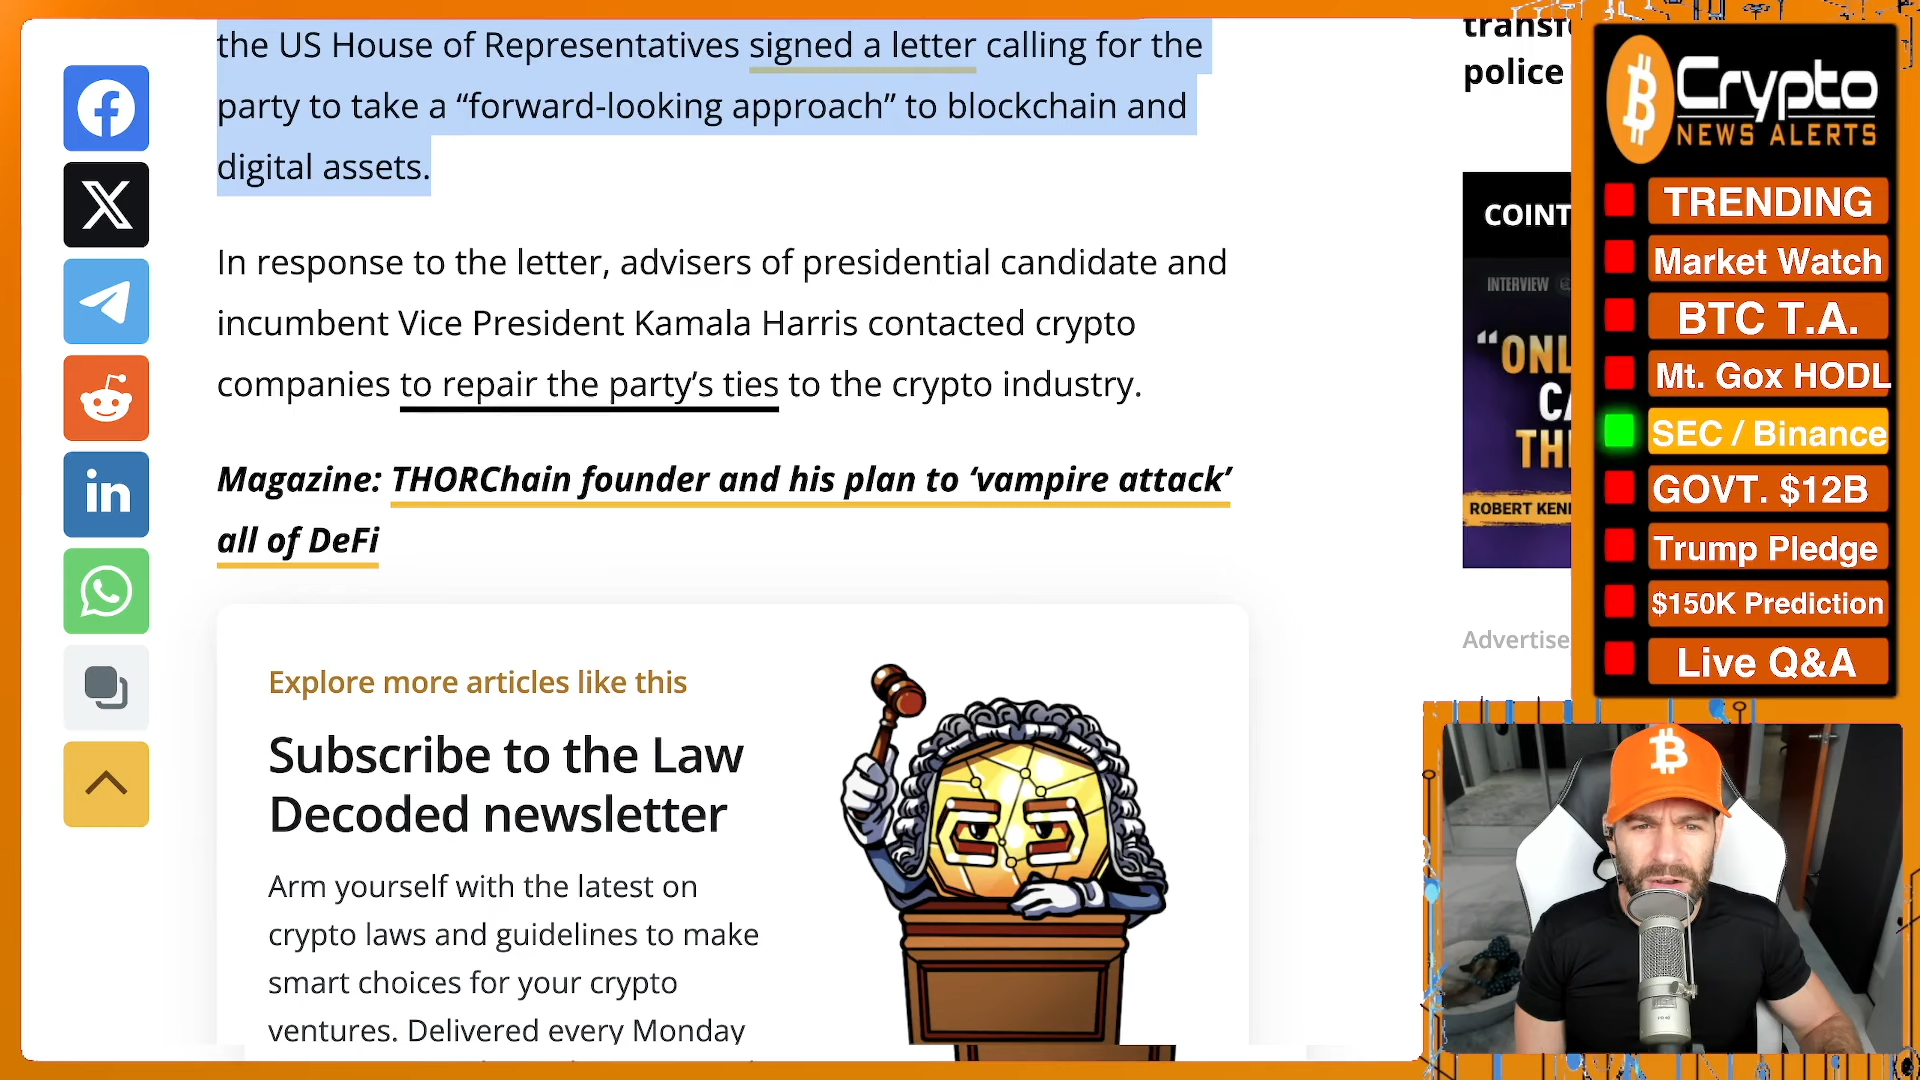 the US House of Representatives signed a letter calling for the
party to take a “forward-looking approach” to blockchain and
digital assets.
In response to the letter, advisers of presidential candidate and
incumbent Vice President Kamala Harris contacted crypto
companies to repair the party’s ties to the crypto industry.
Magazine: THORChain founder and his plan to ‘vampire attack’
all of DeFi
Explore more articles like this
Subscribe to the Law
Decoded newsletter
Arm yourself with the latest on
crypto laws and guidelines to make
smart choices for your crypto
ventures. Delivered every Monday
in
police
COINT
INTERVIEW
“ONL
CA
TH
ROBERT KEN
Advertise
Crypto
NEWS ALERTS
TRENDING
Market Watch
BTC T.A.
Mt. Gox HODL
SEC / Binance
GOVT. $12B
Trump Pledge
$150K Prediction
Live Q&A